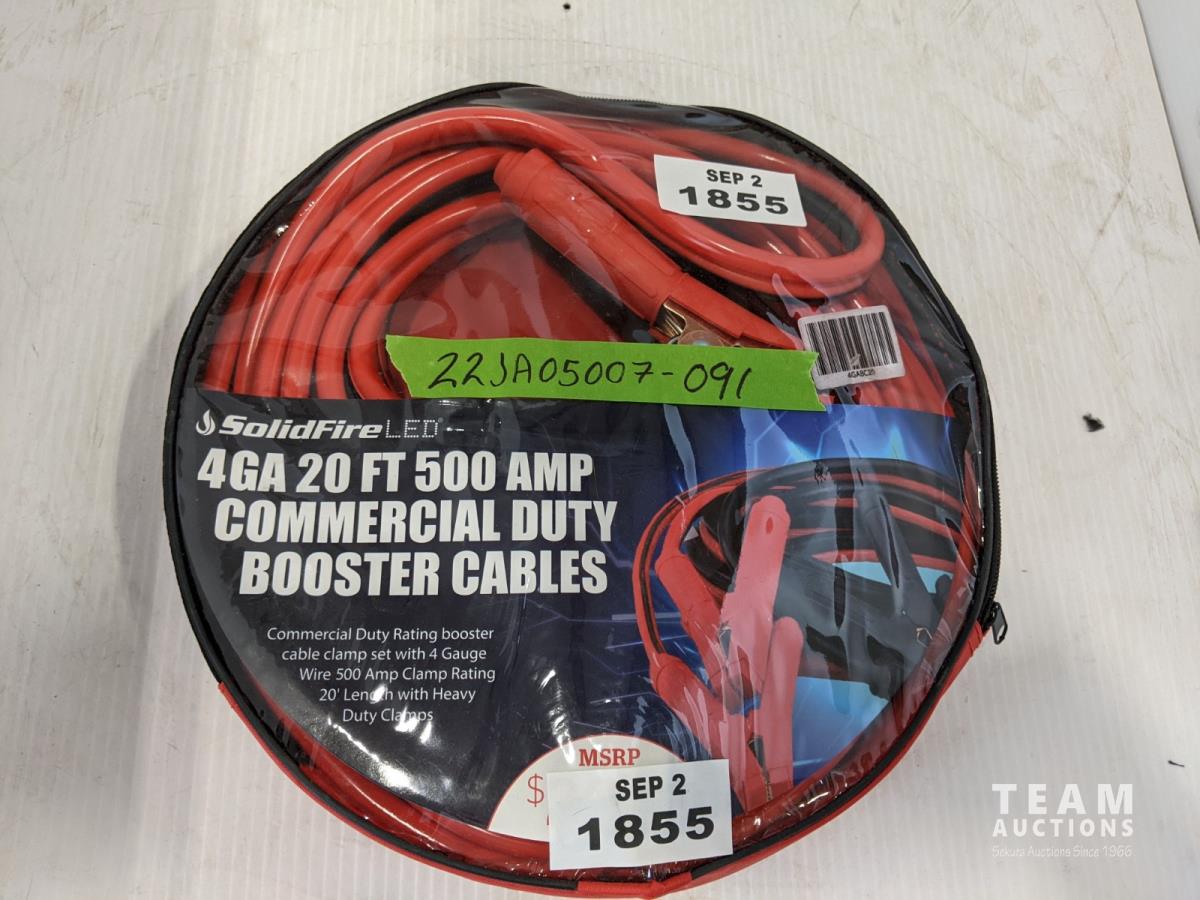 SEP 2
1855
4GABC20
22JA05007-091
SolidFire LED
4GA 20 FT 500 AMP
COMMERCIAL DUTY
BOOSTER CABLES
Commercial Duty Rating booster
cable clamp set with 4 Gauge
Wire 500 Amp Clamp Rating
20' Length with Heavy
Duty Clamps
MSRP
$
SEP 2
1855
TEAM
AUCTIONS
Sekura Auctions Since 1966